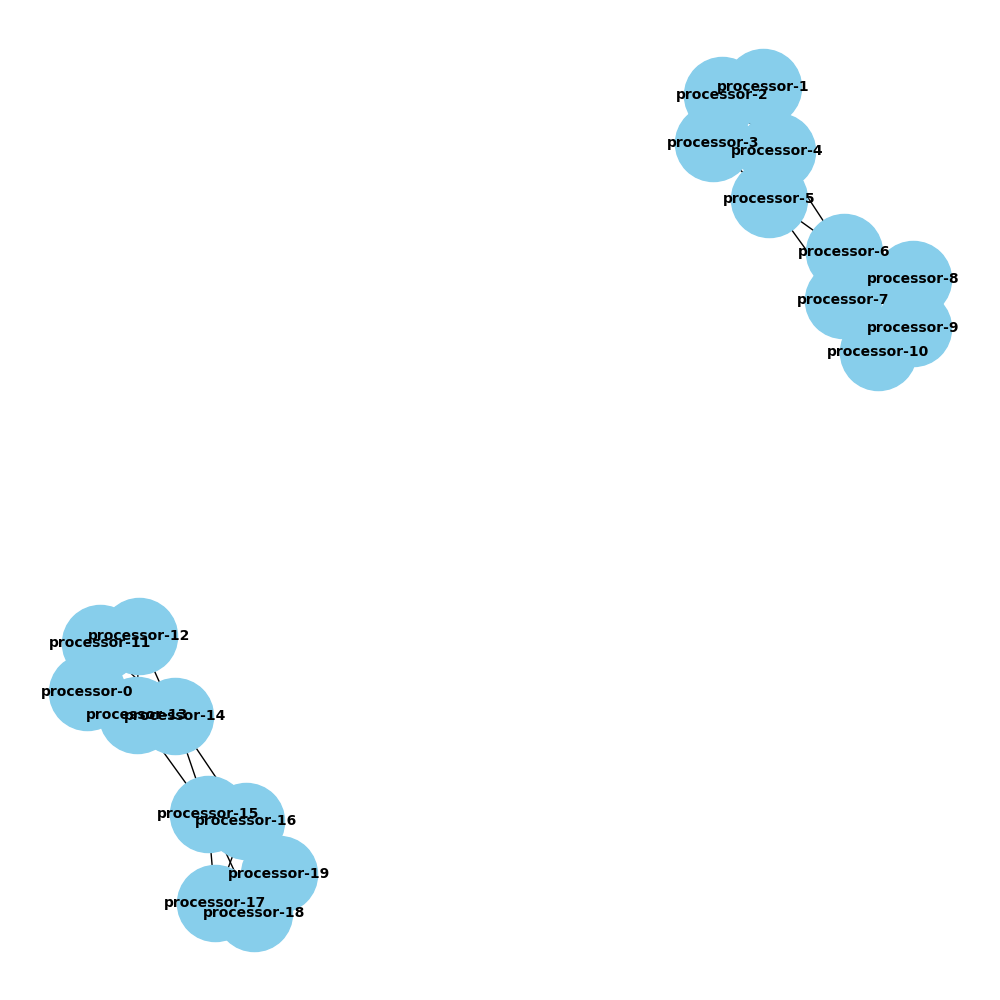 processor-1
processor-2
processor-3
processor-4
processor-5
processor-6
processor-8
processor-7
processor-9
processor-10
processor-12
processor-11
processor-0
processor-13
processor-14
processor-15
processor-16
processor-19
processor-17
processor-18